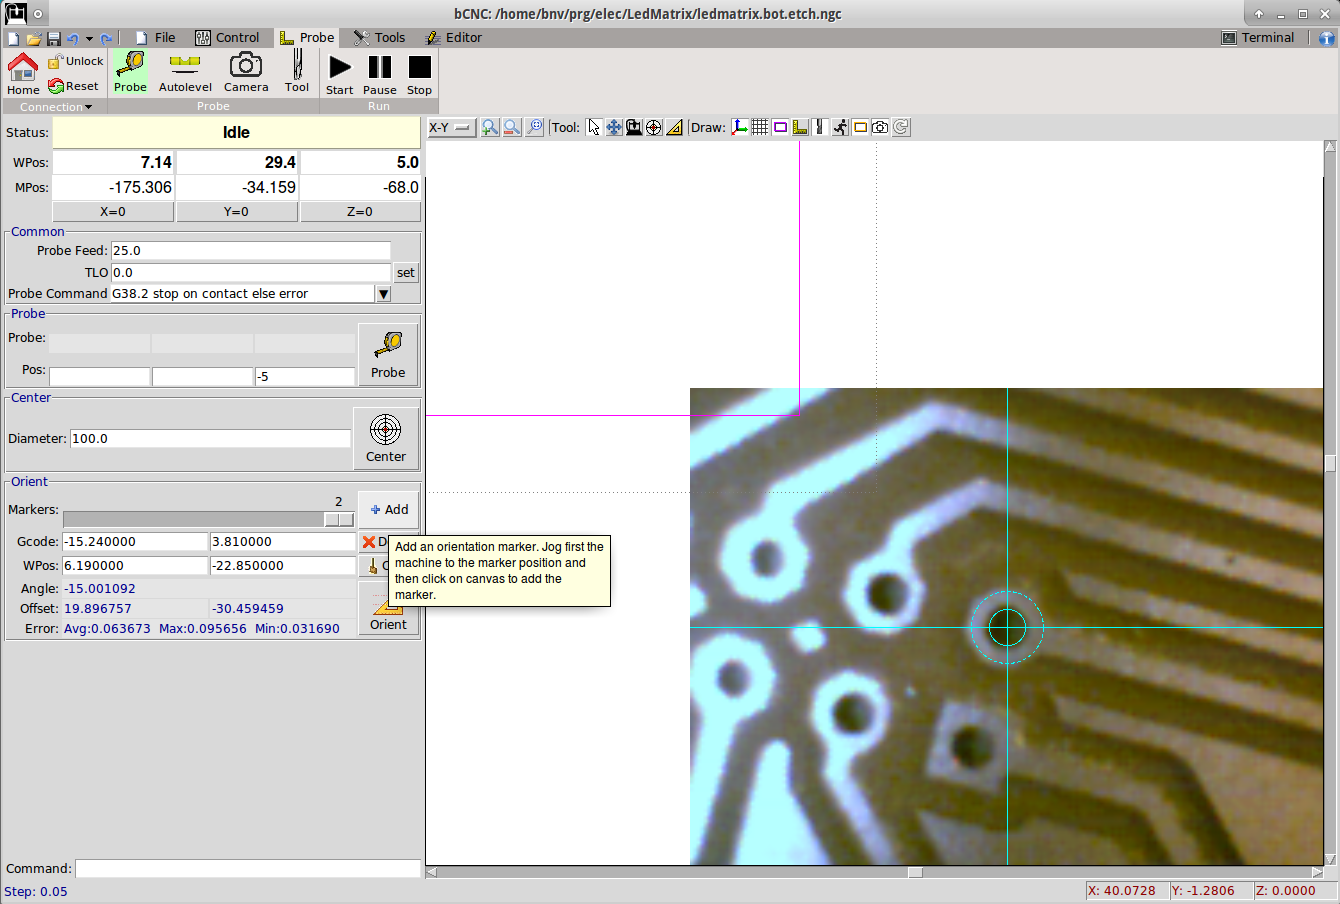 bCNC: /home/bnv/prg/elec/LedMatrix/ledmatrix.bot.etch.ngc
File Control Probe Tools Editor Terminal
Home Unlock Reset Probe Autolevel Camera Tool Start Pause Stop
Connection Probe Run
Status: Idle
WPos: 7.14 29.4 5.0
MPos: -175.306 -34.159 -68.0
X=0 Y=0 Z=0
X-Y Tool: Draw:
Common
Probe Feed: 25.0
TLO 0.0 set
Probe Command G38.2 stop on contact else error
Probe
Probe:
Pos: -5
Probe
Center
Diameter: 100.0
Center
Orient
Markers: 2 Add
Gcode: -15.240000 3.810000 D
WPos: 6.190000 -22.850000
Angle: -15.001092
Offset: 19.896757 -30.459459
Error: Avg:0.063673 Max:0.095656 Min:0.031690
Orient
Add an orientation marker. Jog first the
machine to the marker position and
then click on canvas to add the
marker.
Command:
Step: 0.05
X: 40.0728 Y: -1.2806 Z: 0.0000